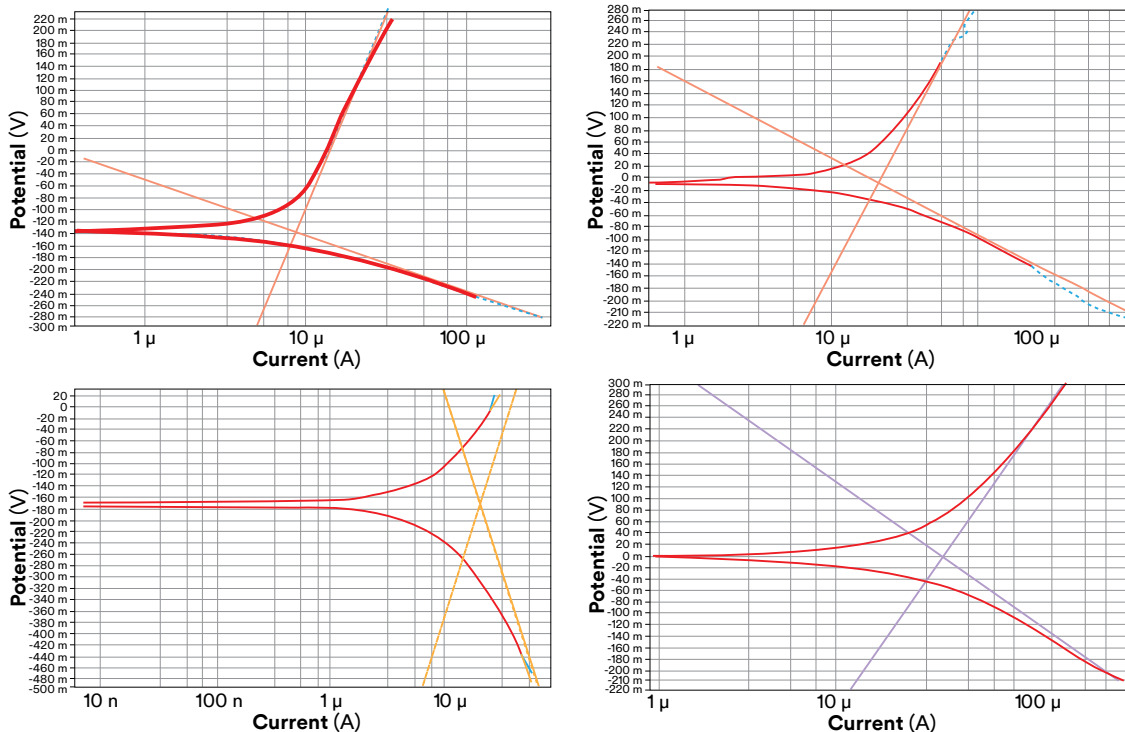 220 m
200 m
180 m
160 m
140 m
120 m
100 m
80 m
60 m
40 m
20 m
0 m
-20 m
-40 m
-60 m
-80 m
-100 m
-120 m
-140 m
-160 m
-180 m
-200 m
-220 m
-240 m
-260 m
-280 m
-300 m
Potential (V)
1 µ
10 µ
100 µ
Current (A)
280 m
260 m
240 m
220 m
200 m
180 m
160 m
140 m
120 m
100 m
80 m
60 m
40 m
20 m
0 m
-20 m
-40 m
-60 m
-80 m
-100 m
-120 m
-140 m
-160 m
-180 m
-200 m
-210 m
-220 m
Potential (V)
1 µ
10 µ
100 µ
Current (A)
20
0
-20 m
-40 m
-60 m
-80 m
-100 m
-120 m
-140 m
-160 m
-180 m
-200 m
-220 m
-240 m
-260 m
-280 m
-300 m
-320 m
-340 m
-360 m
-380 m
-400 m
-420 m
-440 m
-460 m
-480 m
-500 m
Potential (V)
10 n
100 n
1 µ
10 µ
Current (A)
300 m
280 m
260 m
240 m
220 m
200 m
180 m
160 m
140 m
120 m
100 m
80 m
60 m
40 m
20 m
0 m
-20 m
-40 m
-60 m
-80 m
-100 m
-120 m
-140 m
-160 m
-180 m
-200 m
-210 m
-220 m
Potential (V)
1 µ
10 µ
100 µ
Current (A)